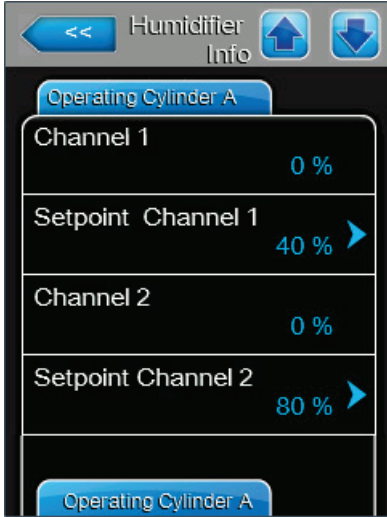 << Humidifier
Info
Operating Cylinder A
Channel 1
0 %
Setpoint Channel 1
40 %
Channel 2
0 %
Setpoint Channel 2
80 %
Operating Cylinder A